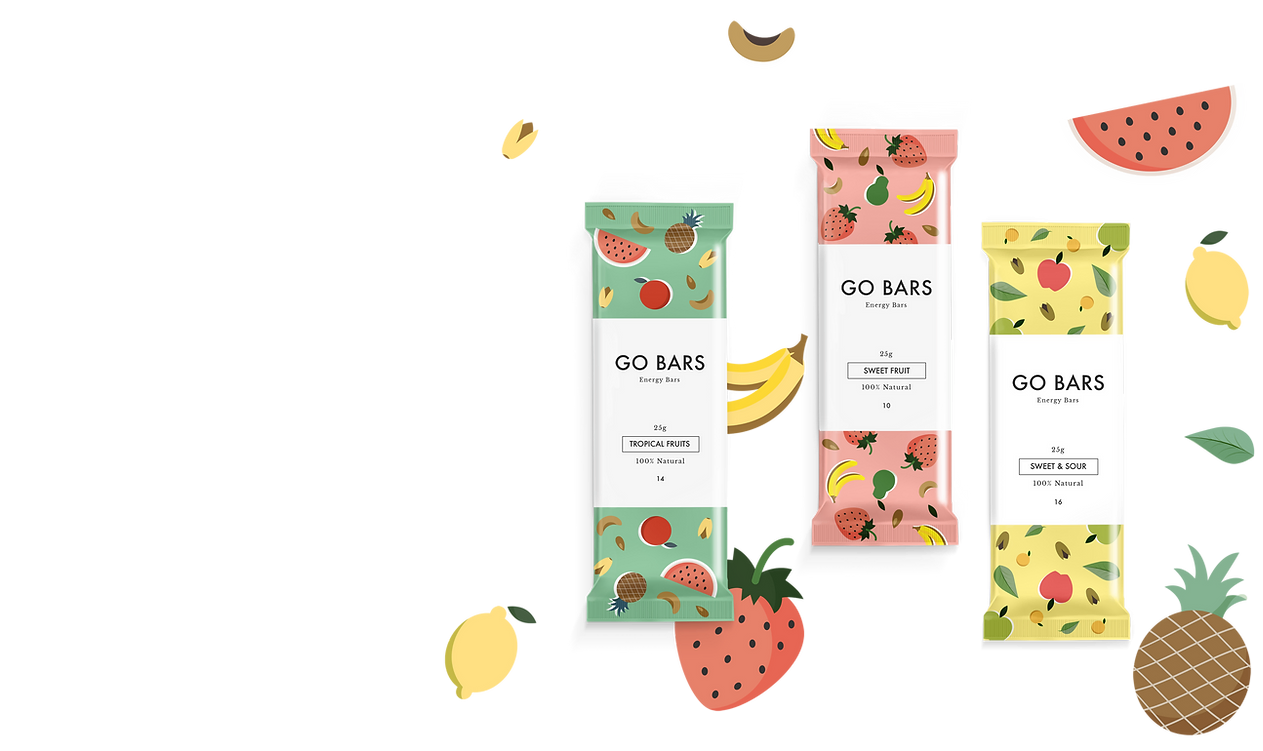 GO BARS
Energy Bars
25g
TROPICAL FRUITS
100% Natural
14
GO BARS
Energy Bars
25g
SWEET FRUIT
100% Natural
10
GO BARS
Energy Bars
25g
SWEET & SOUR
100% Natural
16